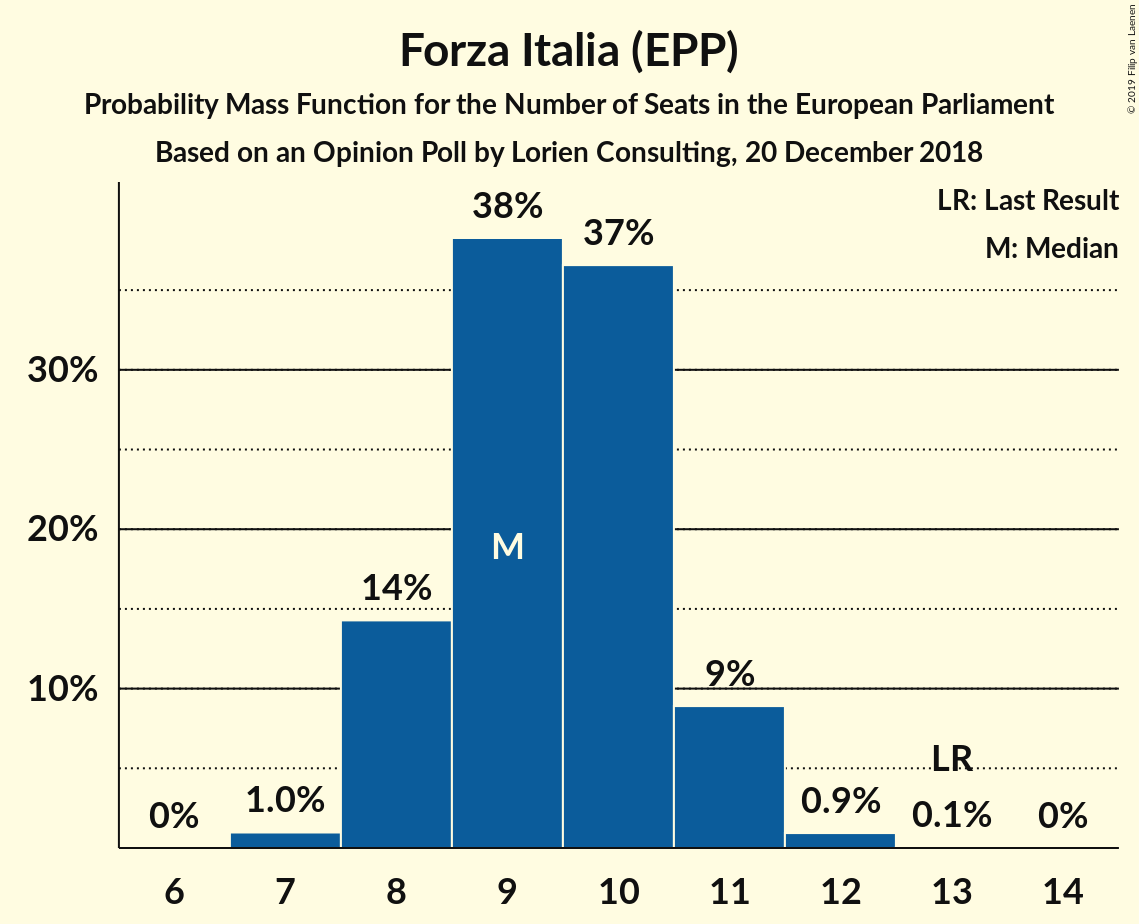 Forza Italia (EPP)
Probability Mass Function for the Number of Seats in the European Parliament
Based on an Opinion Poll by Lorien Consulting, 20 December 2018
© 2019 Filip van Laenen
LR: Last Result
M: Median
38%
37%
30%
20%
M
14%
10%
9%
LR
0%
1.0%
0.9%
0.1%
0%
6 7 8 9 10 11 12 13 14